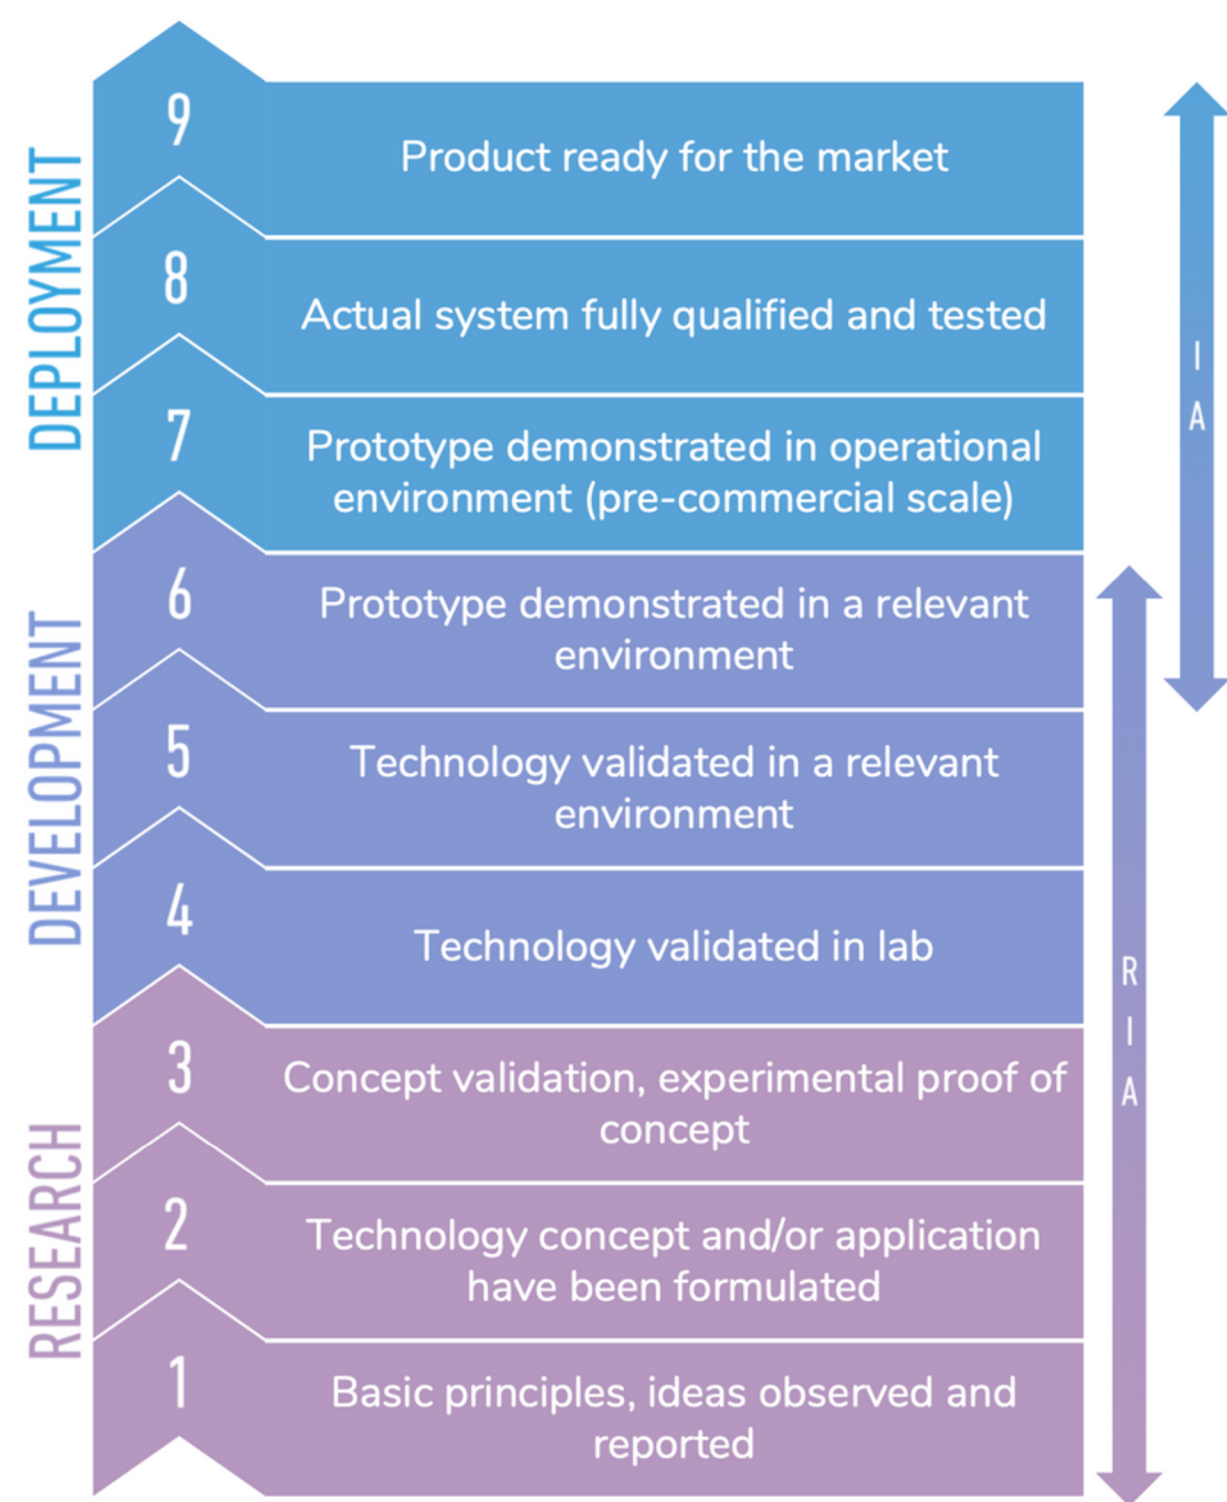 DEPLOYMENT
9
Product ready for the market
8
Actual system fully qualified and tested
7
Prototype demonstrated in operational
environment (pre-commercial scale)
I
A
DEVELOPMENT
6
Prototype demonstrated in a relevant
environment
5
Technology validated in a relevant
environment
4
Technology validated in lab
R
I
A
RESEARCH
3
Concept validation, experimental proof of
concept
2
Technology concept and/or application
have been formulated
1
Basic principles, ideas observed and
reported